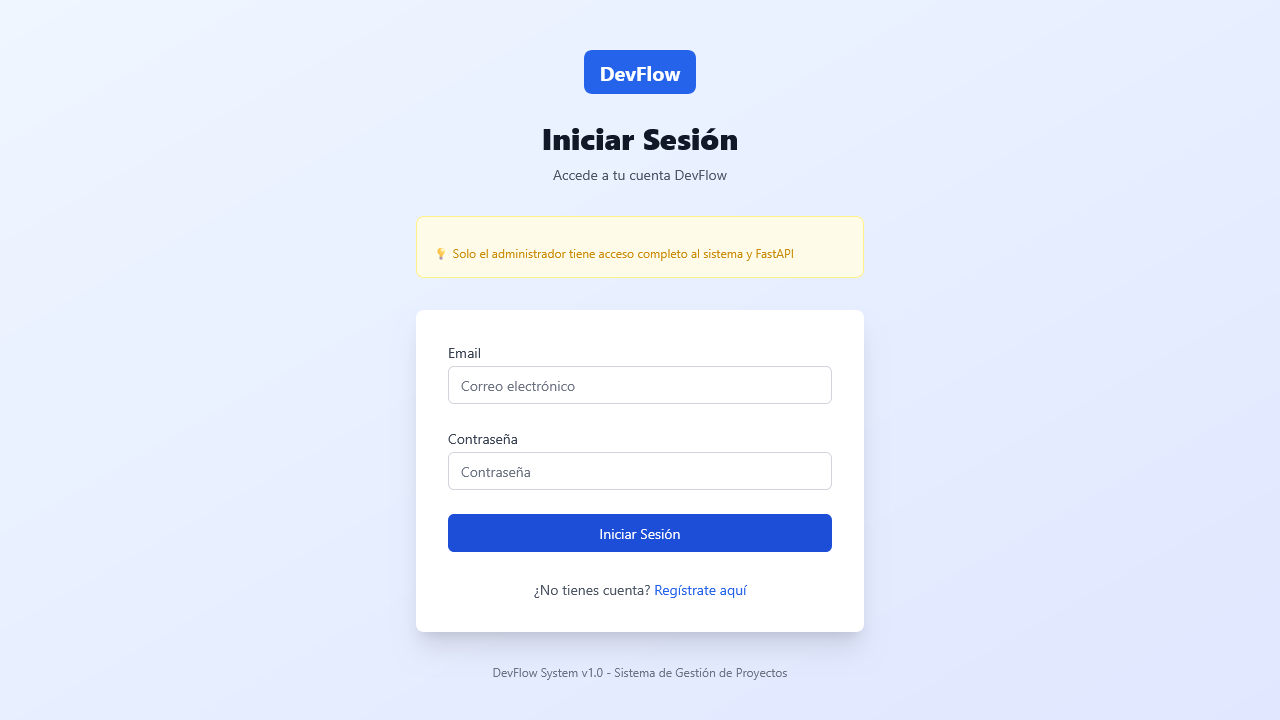 DevFlow
Iniciar Sesión
Accede a tu cuenta DevFlow
💡 Solo el administrador tiene acceso completo al sistema y FastAPI
Email
Correo electrónico
Contraseña
Contraseña
Iniciar Sesión
¿No tienes cuenta? Regístrate aquí
DevFlow System v1.0 - Sistema de Gestión de Proyectos